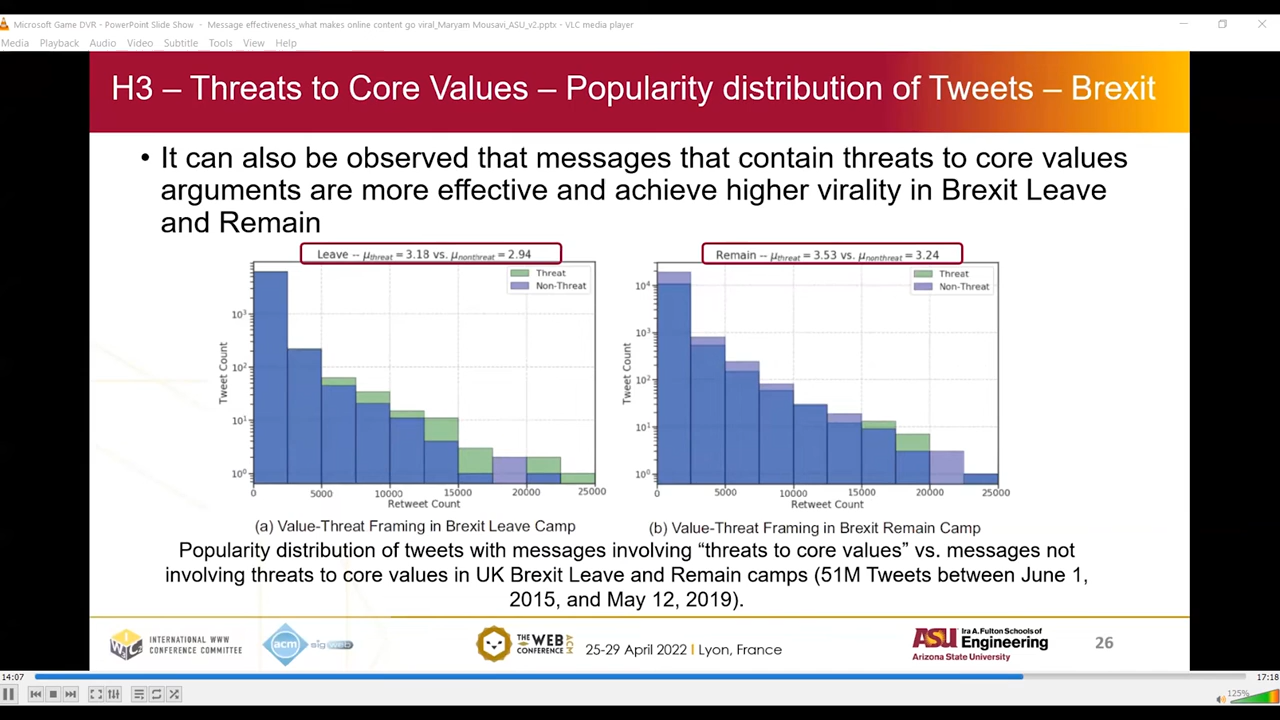 Microsoft Game DVR - PowerPoint Slide Show - Message effectiveness_what makes online content go viral_Maryam Mousavi_ASU_v2.pptx - VLC media player
Media Playback Audio Video Subtitle Tools View Help
H3 – Threats to Core Values – Popularity distribution of Tweets – Brexit
• It can also be observed that messages that contain threats to core values
arguments are more effective and achieve higher virality in Brexit Leave
and Remain
Leave -- μthreat = 3.18 vs. μnonthreat = 2.94
Threat
Non-Threat
10³
10²
10¹
10⁰
Tweet Count
0 5000 10000 15000 20000 25000
Retweet Count
(a) Value-Threat Framing in Brexit Leave Camp
Remain -- μthreat = 3.53 vs. μnonthreat = 3.24
Threat
Non-Threat
10⁴
10³
10²
10¹
10⁰
Tweet Count
0 5000 10000 15000 20000 25000
Retweet Count
(b) Value-Threat Framing in Brexit Remain Camp
Popularity distribution of tweets with messages involving “threats to core values” vs. messages not
involving threats to core values in UK Brexit Leave and Remain camps (51M Tweets between June 1,
2015, and May 12, 2019).
INTERNATIONAL WWW
CONFERENCE COMMITTEE
acm
sigweb
THE WEB
CONFERENCE
ACM
25-29 April 2022 | Lyon, France
ASU Ira A. Fulton Schools of
Engineering
Arizona State University
26
14:07
17:18
125%